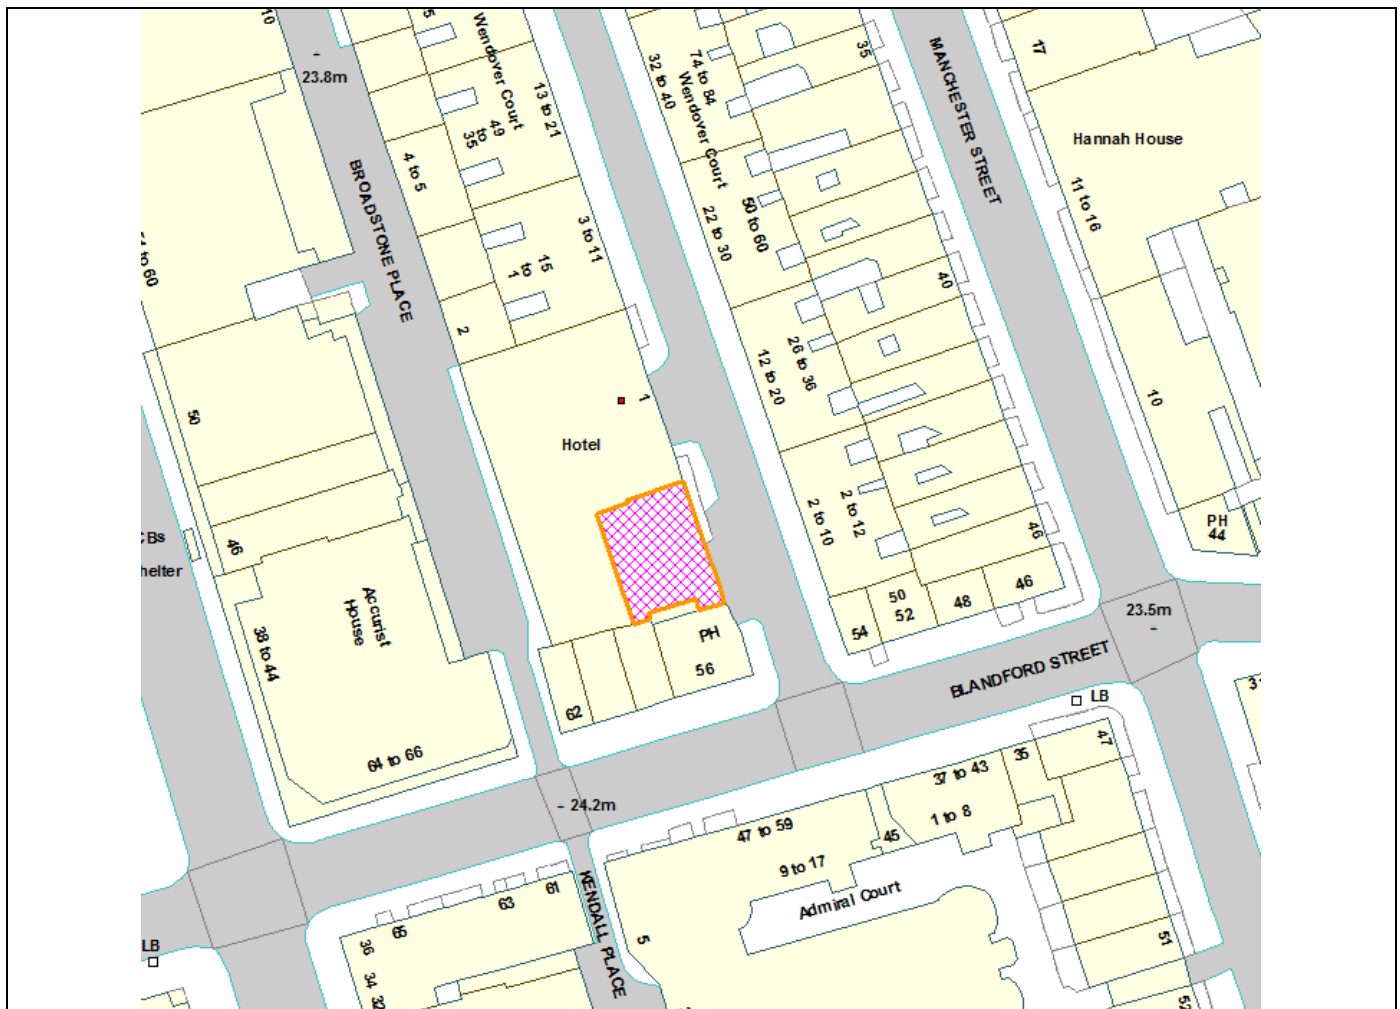 10
23.8m
Wendover Court
13 to 21
35 to 49
4 to 5
BROADSTONE PLACE
3 to 11
1 to 15
2
32 to 40
74 to 84
Wendover Court
22 to 30
50 to 60
35
MANCHESTER STREET
17
Hannah House
11 to 16
40
26 to 36
12 to 20
10
50
1
Hotel
2 to 10
2 to 12
46
PH
44
CBs
helter
46
Accurist
House
38 to 44
PH
56
62
64 to 66
50
52
54
48
46
23.5m
BLANDFORD STREET
LB
24.2m
47
35
37 to 43
1 to 8
45
47 to 59
9 to 17
Admiral Court
61
63
65
36
34
32
KENDALL PLACE
5
51
52
LB